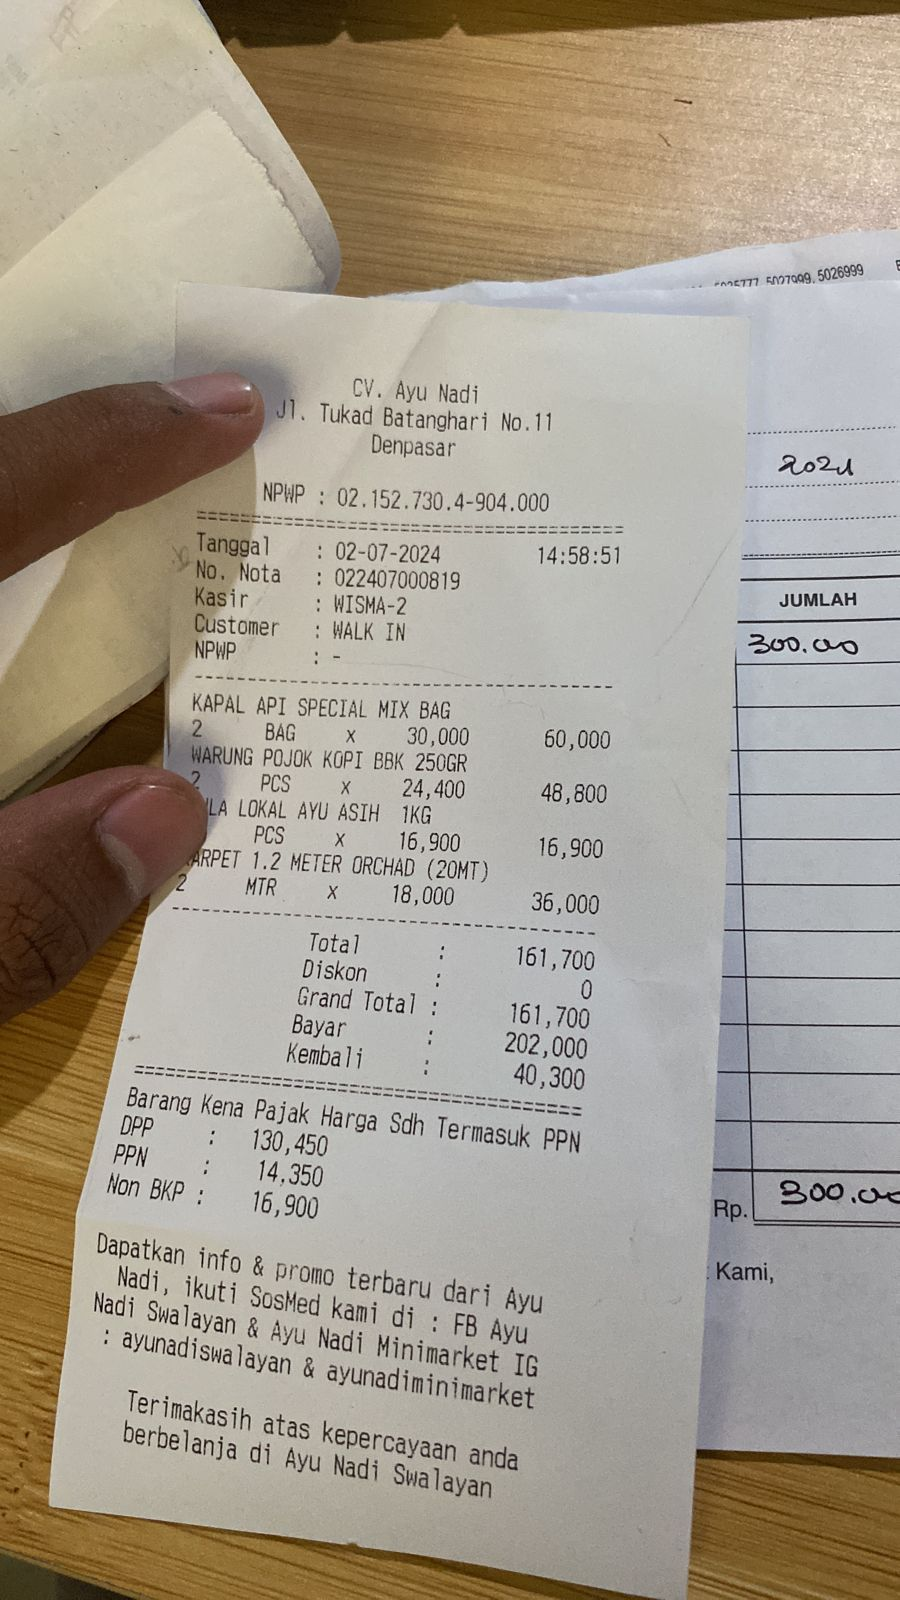 5027999, 5026999
CV. Ayu Nadi
Jl. Tukad Batanghari No.11
Denpasar
NPWP : 02.152.730.4-904.000
=========================================
Tanggal : 02-07-2024 14:58:51
No. Nota : 022407000819
Kasir : WISMA-2
Customer : WALK IN
NPWP : -
-----------------------------------------
KAPAL API SPECIAL MIX BAG
2 BAG x 30,000 60,000
WARUNG POJOK KOPI BBK 250GR
2 PCS x 24,400 48,800
LA LOKAL AYU ASIH 1KG
PCS x 16,900 16,900
ARPET 1.2 METER ORCHAD (20MT)
2 MTR x 18,000 36,000
-----------------------------------------
Total : 161,700
Diskon : 0
Grand Total : 161,700
Bayar : 202,000
Kembali : 40,300
=========================================
Barang Kena Pajak Harga Sdh Termasuk PPN
DPP : 130,450
PPN : 14,350
Non BKP : 16,900
Dapatkan info & promo terbaru dari Ayu
Nadi, ikuti SosMed kami di : FB Ayu
Nadi Swalayan & Ayu Nadi Minimarket IG
: ayunadiswalayan & ayunadiminimarket
Terimakasih atas kepercayaan anda
berbelanja di Ayu Nadi Swalayan
JUMLAH
300.00
Rp. 300.00
Kami,